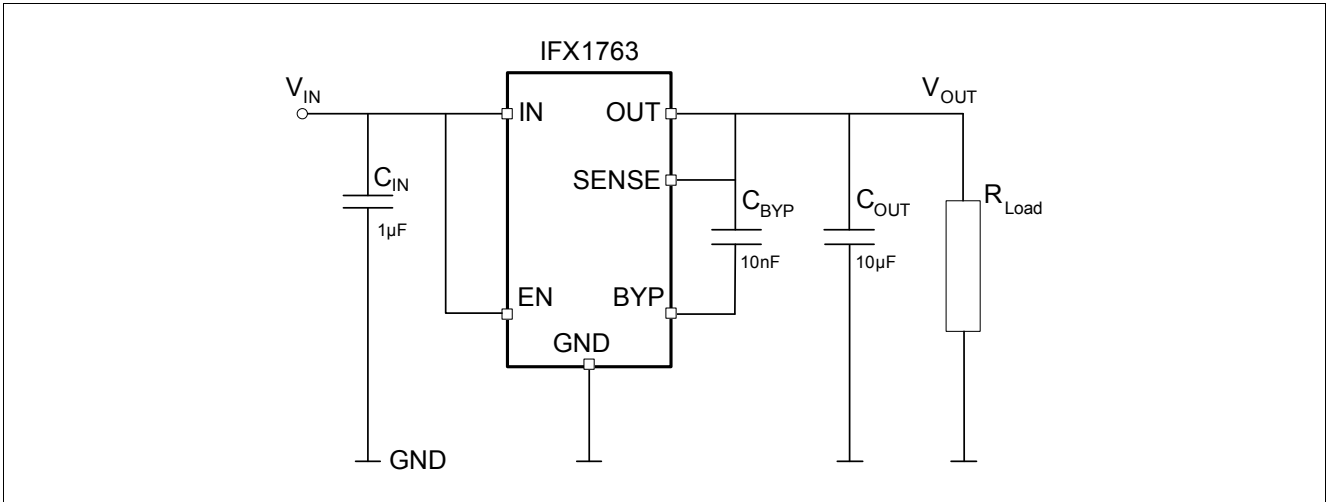 IFX1763
V_IN
IN
OUT
V_OUT
SENSE
C_IN
1µF
C_BYP
10nF
C_OUT
10µF
R_Load
EN
BYP
GND
GND